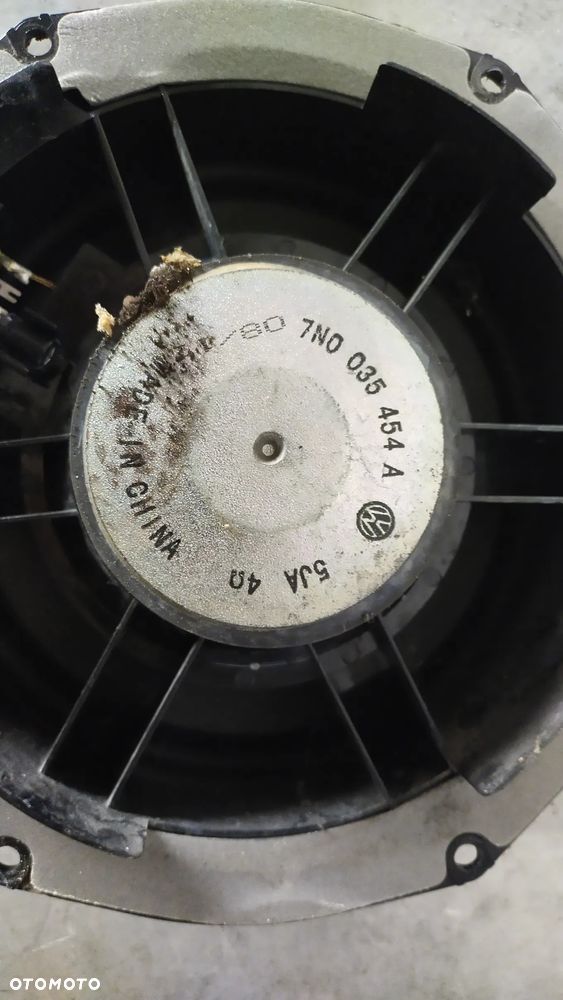 7N0 035 454 A
5JA 4Ω
MADE IN CHINA
OTOMOTO